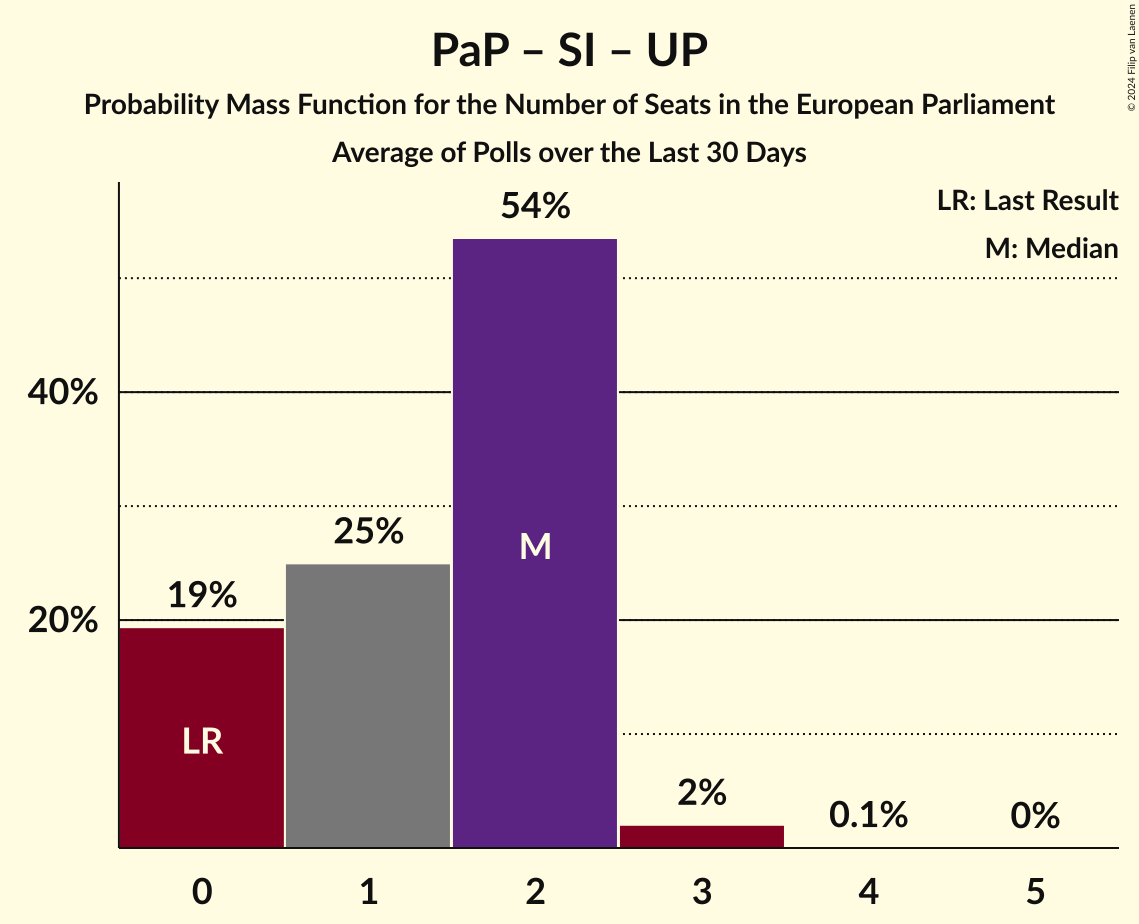 PaP – SI – UP
Probability Mass Function for the Number of Seats in the European Parliament
Average of Polls over the Last 30 Days
© 2024 Filip van Laenen
LR: Last Result
M: Median
54%
40%
25%
M
19%
20%
LR
2%
0.1%
0%
0 1 2 3 4 5